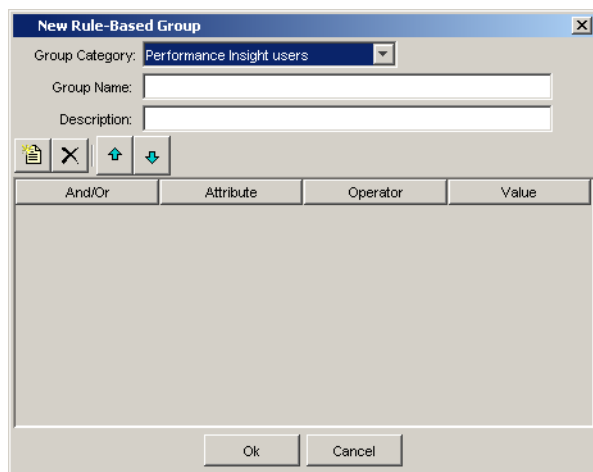 New Rule-Based Group
Group Category: Performance Insight users
Group Name:
Description:
And/Or Attribute Operator Value
Ok Cancel